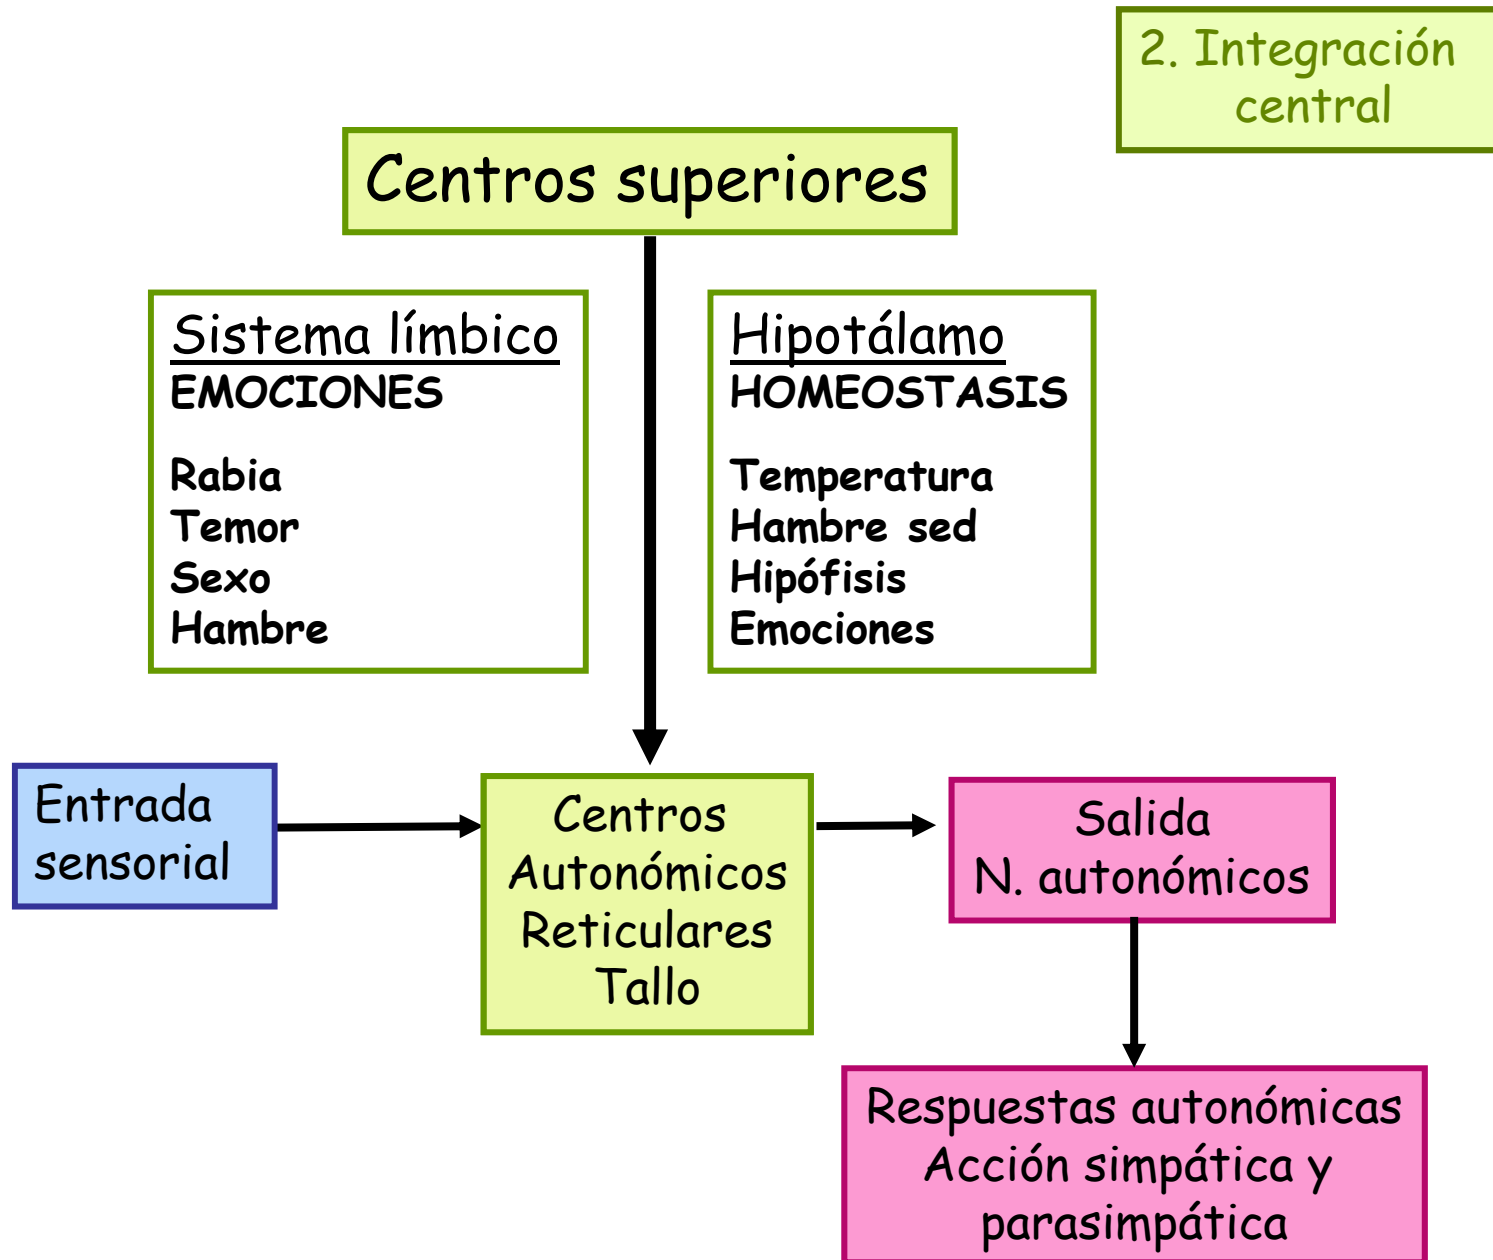 2. Integración
central
Centros superiores
Sistema límbico
EMOCIONES
Rabia
Temor
Sexo
Hambre
Hipotálamo
HOMEOSTASIS
Temperatura
Hambre sed
Hipófisis
Emociones
Entrada
sensorial
Centros
Autonómicos
Reticulares
Tallo
Salida
N. autonómicos
Respuestas autonómicas
Acción simpática y
parasimpática